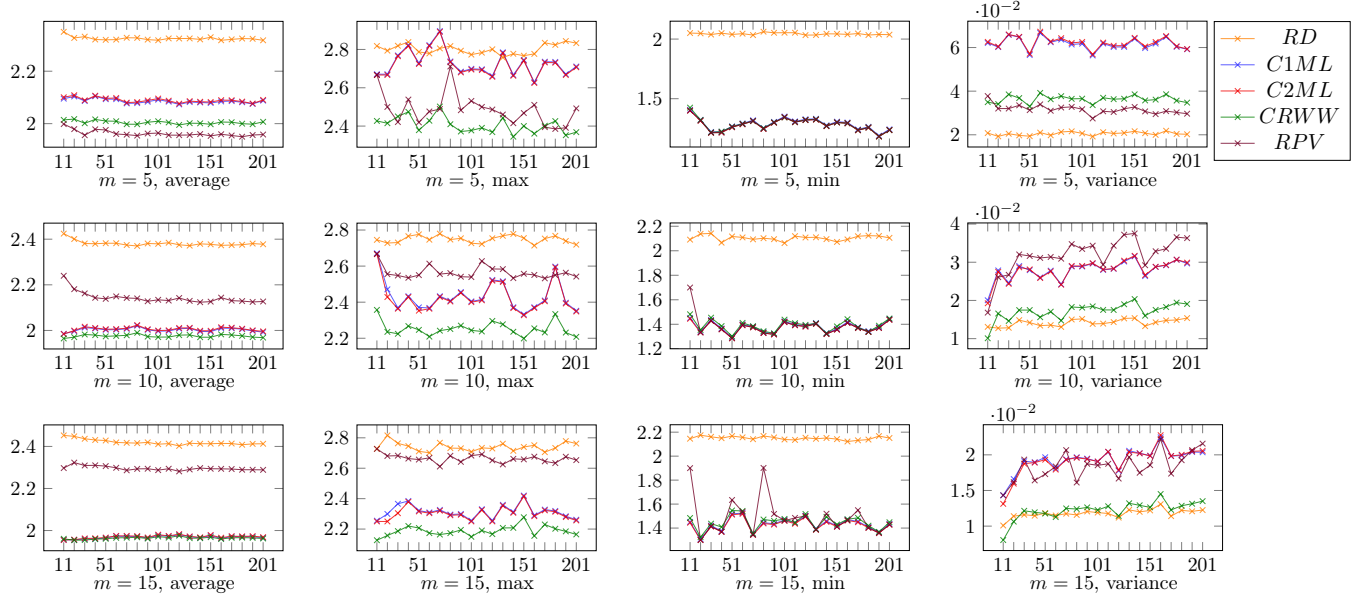 2.2
2
11 51 101 151 201
m = 5, average
2.8
2.6
2.4
11 51 101 151 201
m = 5, max
2
1.5
11 51 101 151 201
m = 5, min
·10⁻²
6
4
2
11 51 101 151 201
m = 5, variance
RD
C1ML
C2ML
CRWW
RPV
2.4
2.2
2
11 51 101 151 201
m = 10, average
2.8
2.6
2.4
2.2
11 51 101 151 201
m = 10, max
2.2
2
1.8
1.6
1.4
1.2
11 51 101 151 201
m = 10, min
·10⁻²
4
3
2
1
11 51 101 151 201
m = 10, variance
2.4
2.2
2
11 51 101 151 201
m = 15, average
2.8
2.6
2.4
2.2
11 51 101 151 201
m = 15, max
2.2
2
1.8
1.6
1.4
11 51 101 151 201
m = 15, min
·10⁻²
2
1.5
1
11 51 101 151 201
m = 15, variance